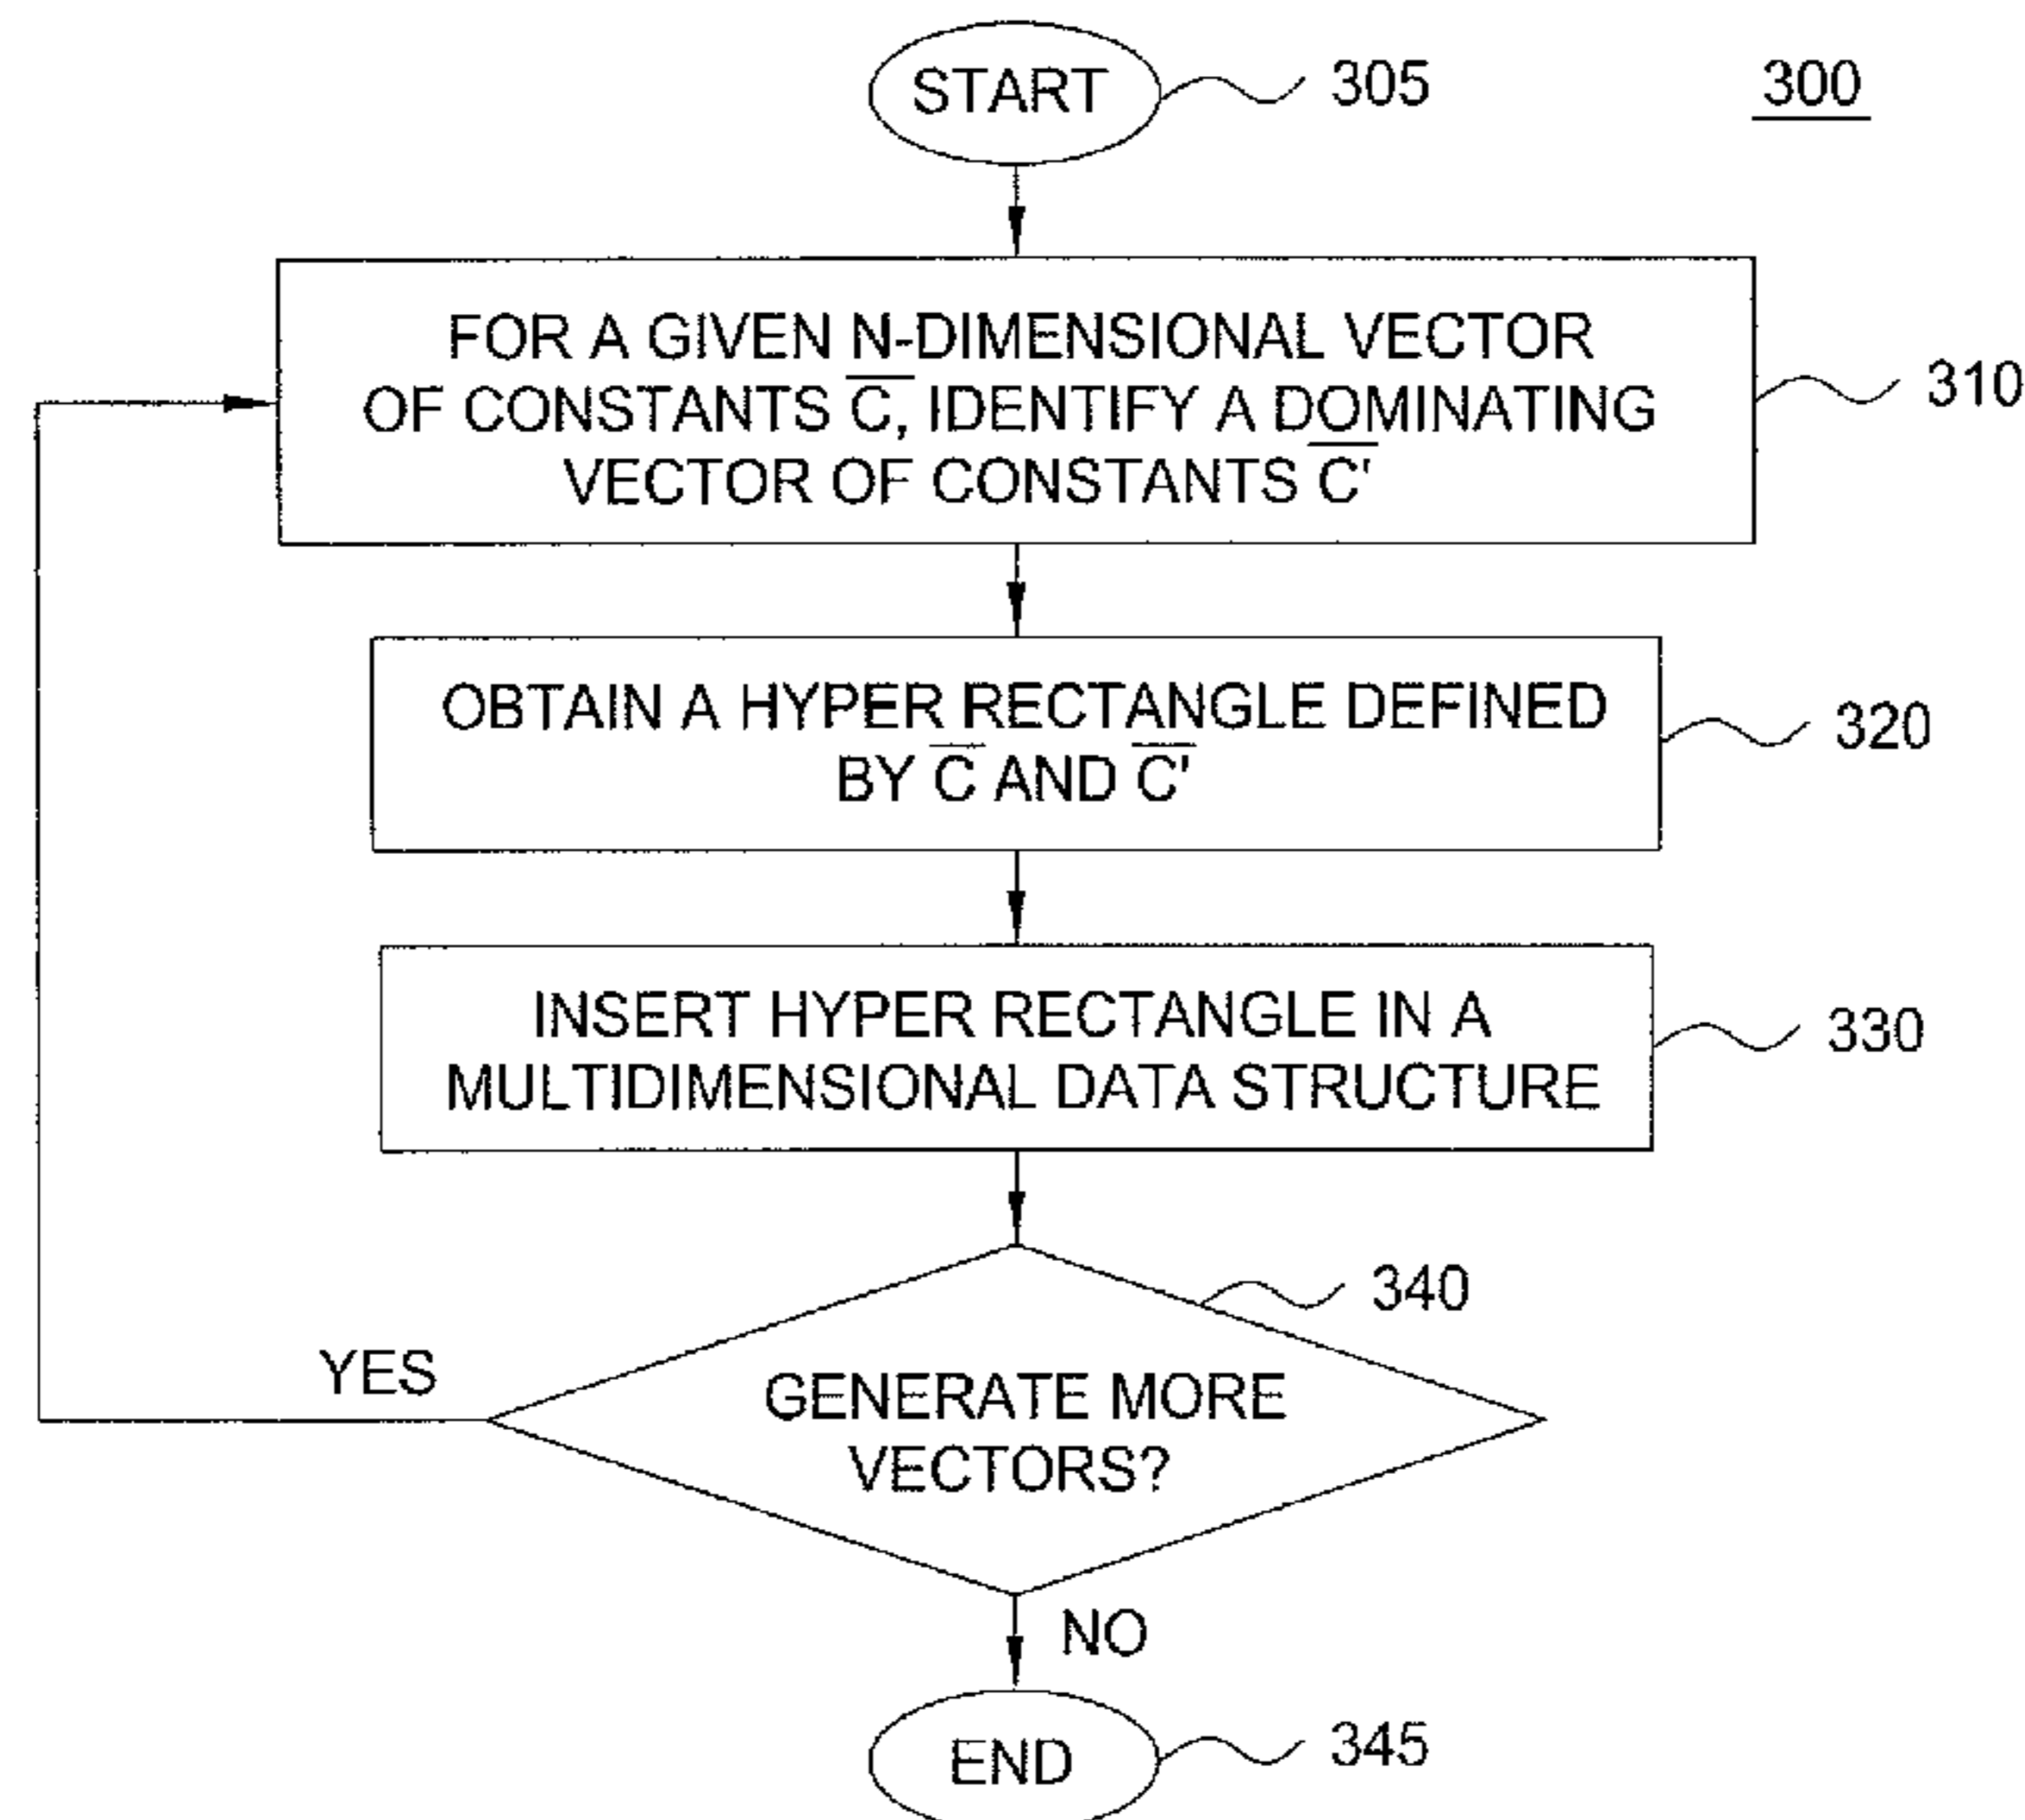 START
305
300
FOR A GIVEN N-DIMENSIONAL VECTOR
OF CONSTANTS C̅, IDENTIFY A DOMINATING
VECTOR OF CONSTANTS C̅'
310
OBTAIN A HYPER RECTANGLE DEFINED
BY C̅ AND C̅'
320
INSERT HYPER RECTANGLE IN A
MULTIDIMENSIONAL DATA STRUCTURE
330
340
YES
GENERATE MORE
VECTORS?
NO
END
345